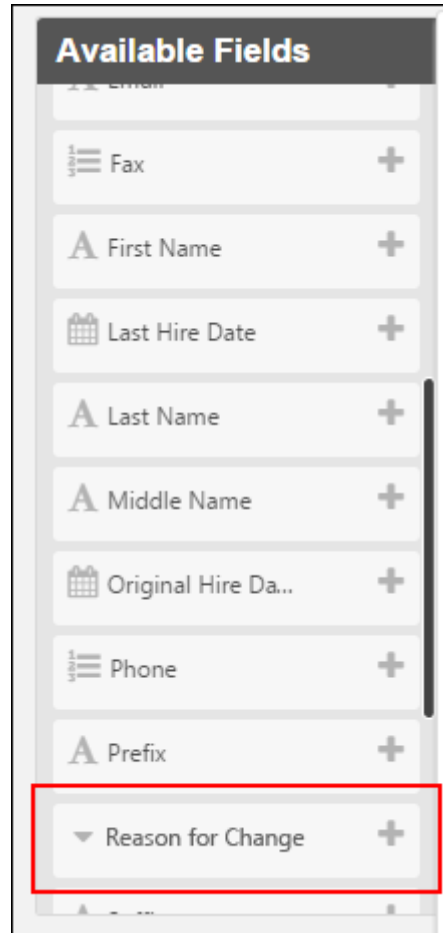 Available Fields
Email
Fax
A First Name
Last Hire Date
A Last Name
A Middle Name
Original Hire Da...
Phone
A Prefix
Reason for Change